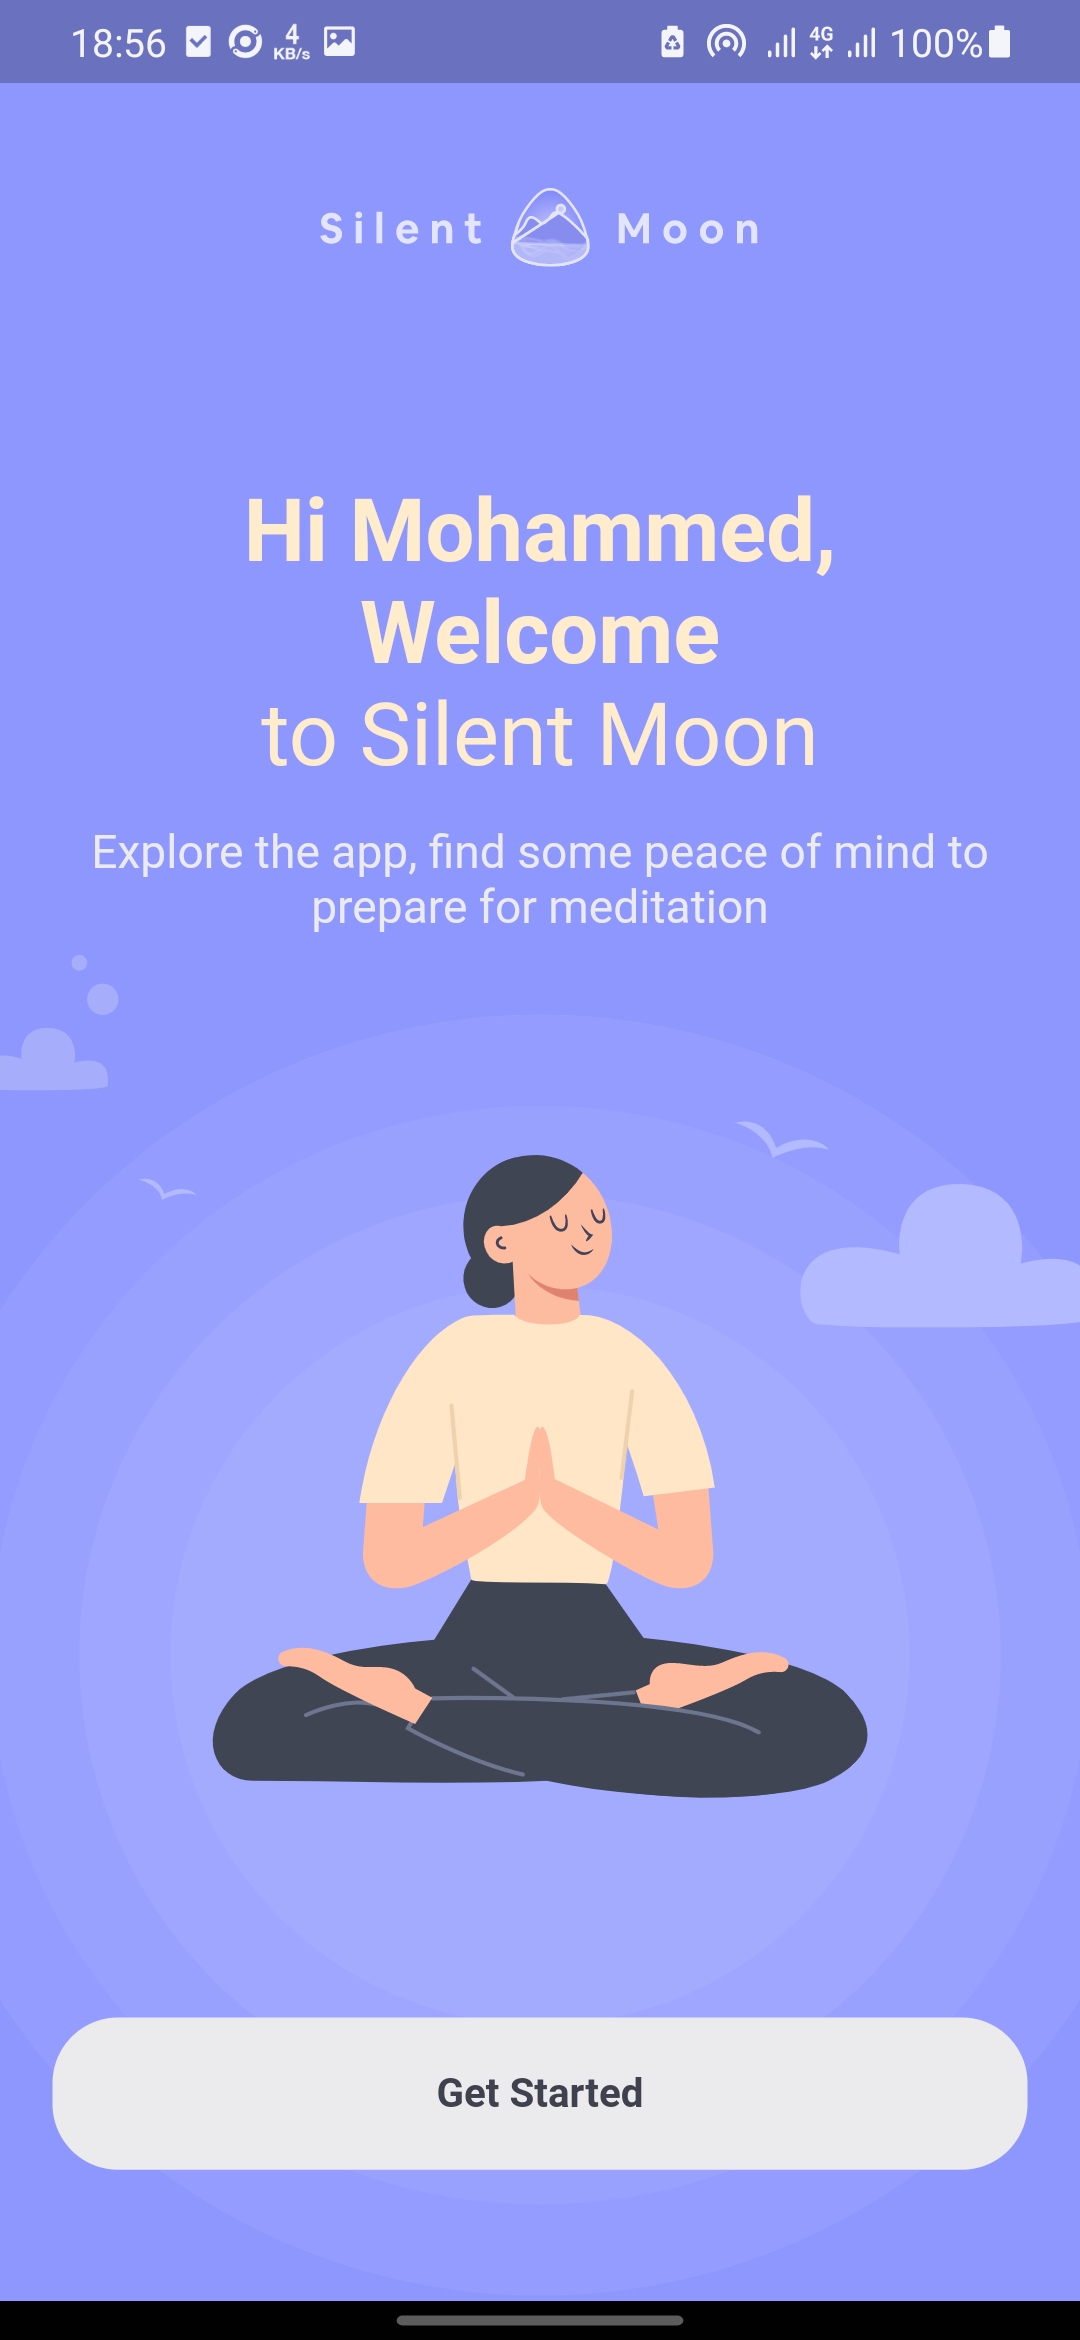 18:56 4 KB/s 4G 100%
Silent Moon
Hi Mohammed,
Welcome
to Silent Moon
Explore the app, find some peace of mind to
prepare for meditation
Get Started